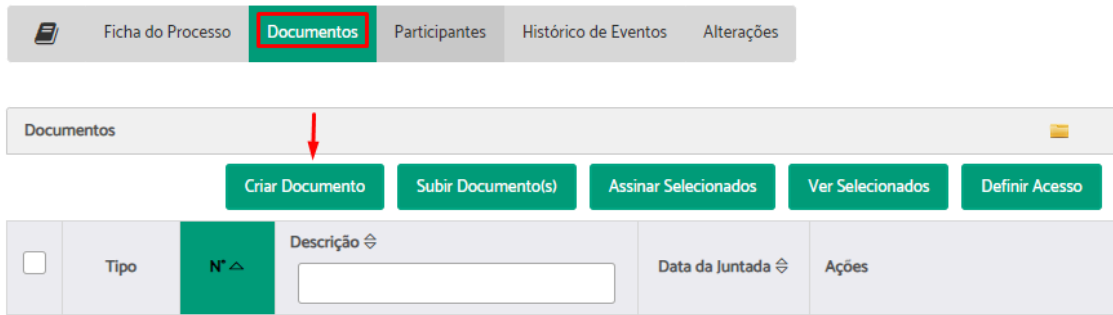 Ficha do Processo Documentos Participantes Histórico de Eventos Alterações
Documentos
Criar Documento Subir Documento(s) Assinar Selecionados Ver Selecionados Definir Acesso
Descrição
Tipo N° Data da Juntada Ações